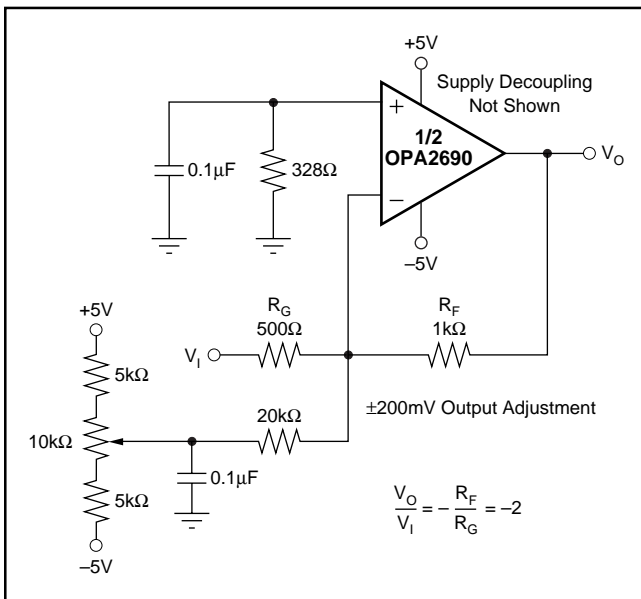 +5V
Supply Decoupling
Not Shown
+
1/2
OPA2690
–
–5V
V_O
0.1µF
328Ω
R_G
500Ω
R_F
1kΩ
V_I
+5V
5kΩ
10kΩ
5kΩ
–5V
20kΩ
0.1µF
±200mV Output Adjustment
V_O/V_I = – R_F/R_G = –2